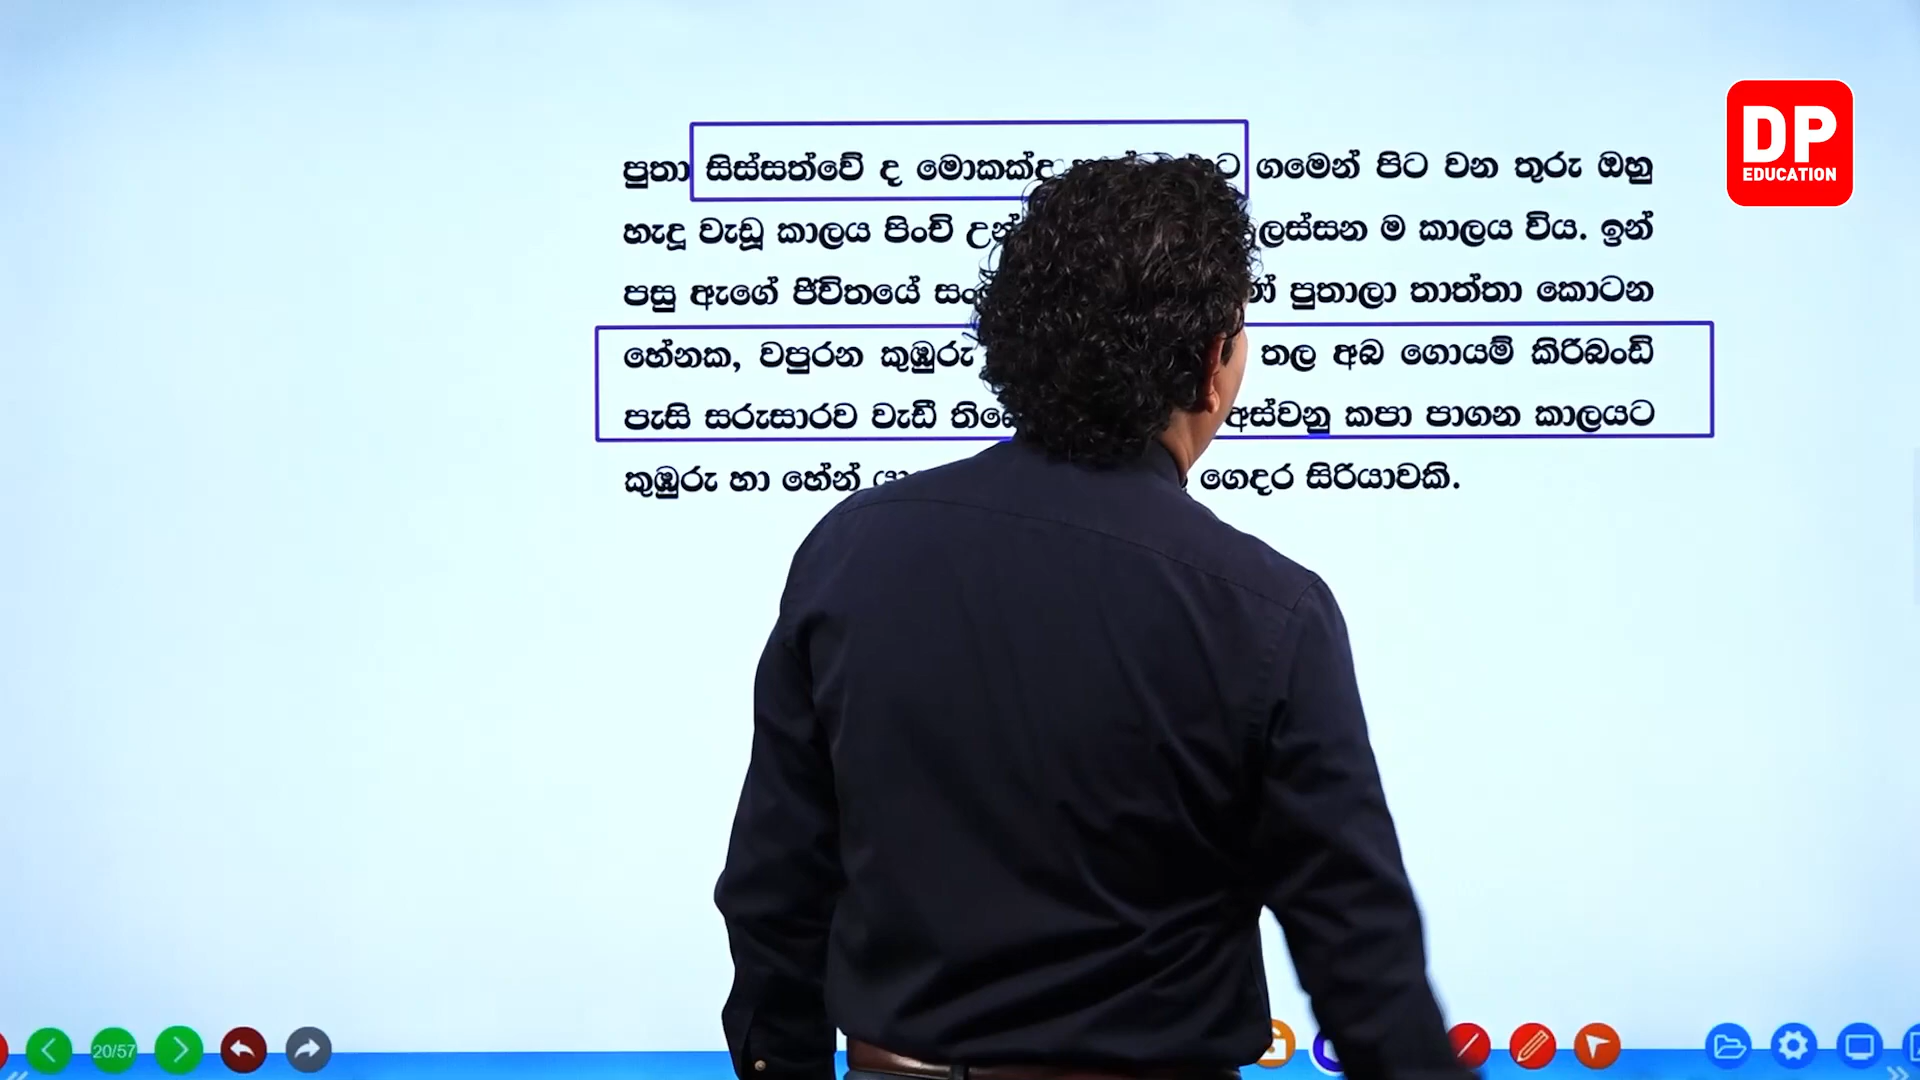 පුතා සිස්සත්වේ ද මොකක්ද ගමෙන් පිට වන තුරු ඔහු
හැදූ වැඩූ කාලය පිංචි ලස්සන ම කාලය විය. ඉන්
පසු ඇගේ ජීවිතයේ පුතාලා තාත්තා කොටන
හේනක, වපුරන කුඹුරු තල අබ ගොයම් කිරිබංඩි
පැසි සරුසාරව වැඩී අස්වනු කපා පාගන කාලයට
කුඹුරු හා හේන් ගෙදර සිරියාවකි.
DP
EDUCATION
20/57